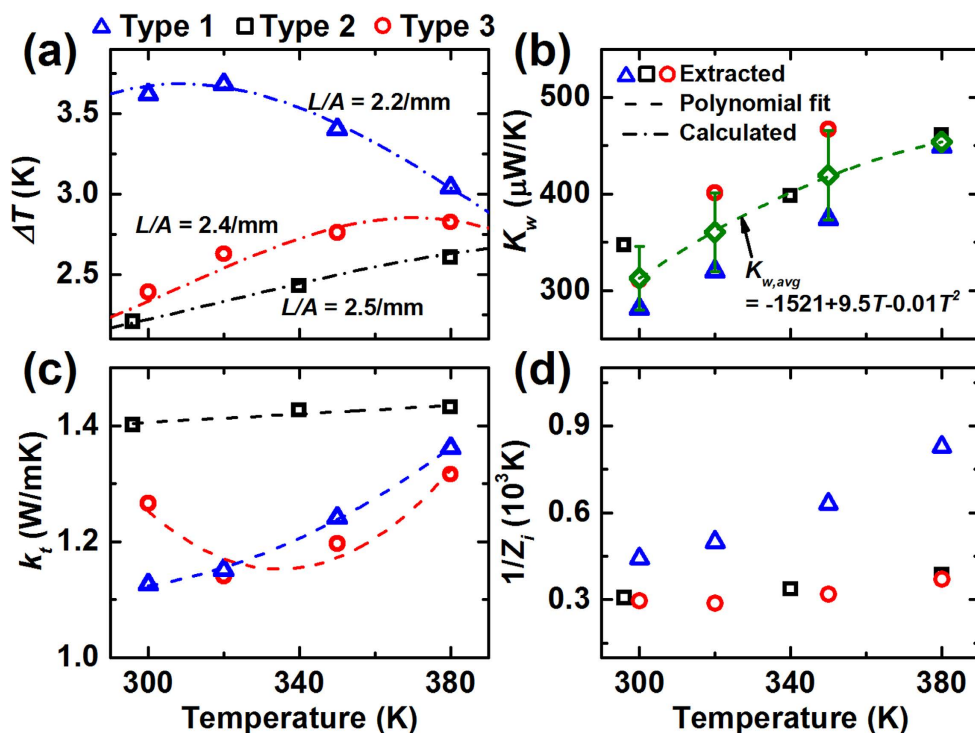 Type 1 Type 2 Type 3
(a)
ΔT (K)
3.5
3.0
2.5
L/A = 2.2/mm
L/A = 2.4/mm
L/A = 2.5/mm
(b)
K_w (μW/K)
500
400
300
Extracted
Polynomial fit
Calculated
K_w,avg
= -1521+9.5T-0.01T²
(c)
k_t (W/mK)
1.4
1.2
1.0
300 340 380
Temperature (K)
(d)
1/Z_i (10³K)
0.9
0.6
0.3
300 340 380
Temperature (K)